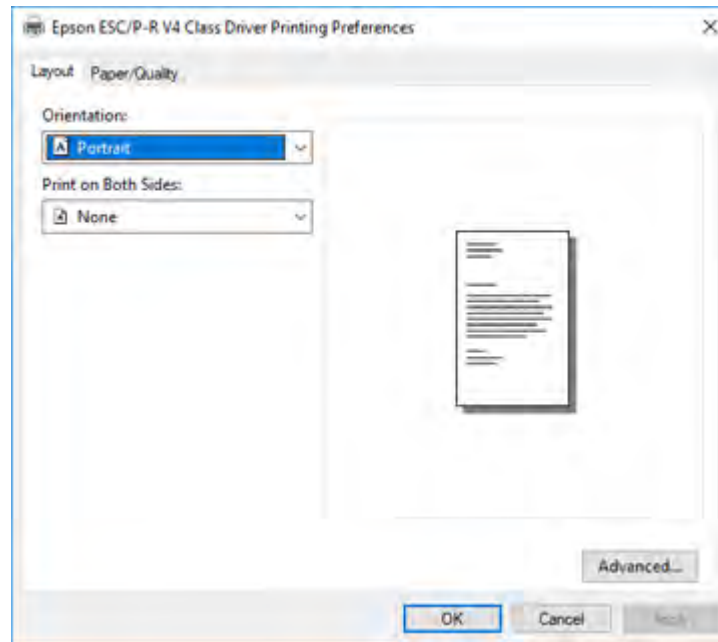 Epson ESC/P-R V4 Class Driver Printing Preferences
Layout Paper/Quality
Orientation:
Portrait
Print on Both Sides:
None
Advanced...
OK Cancel Apply